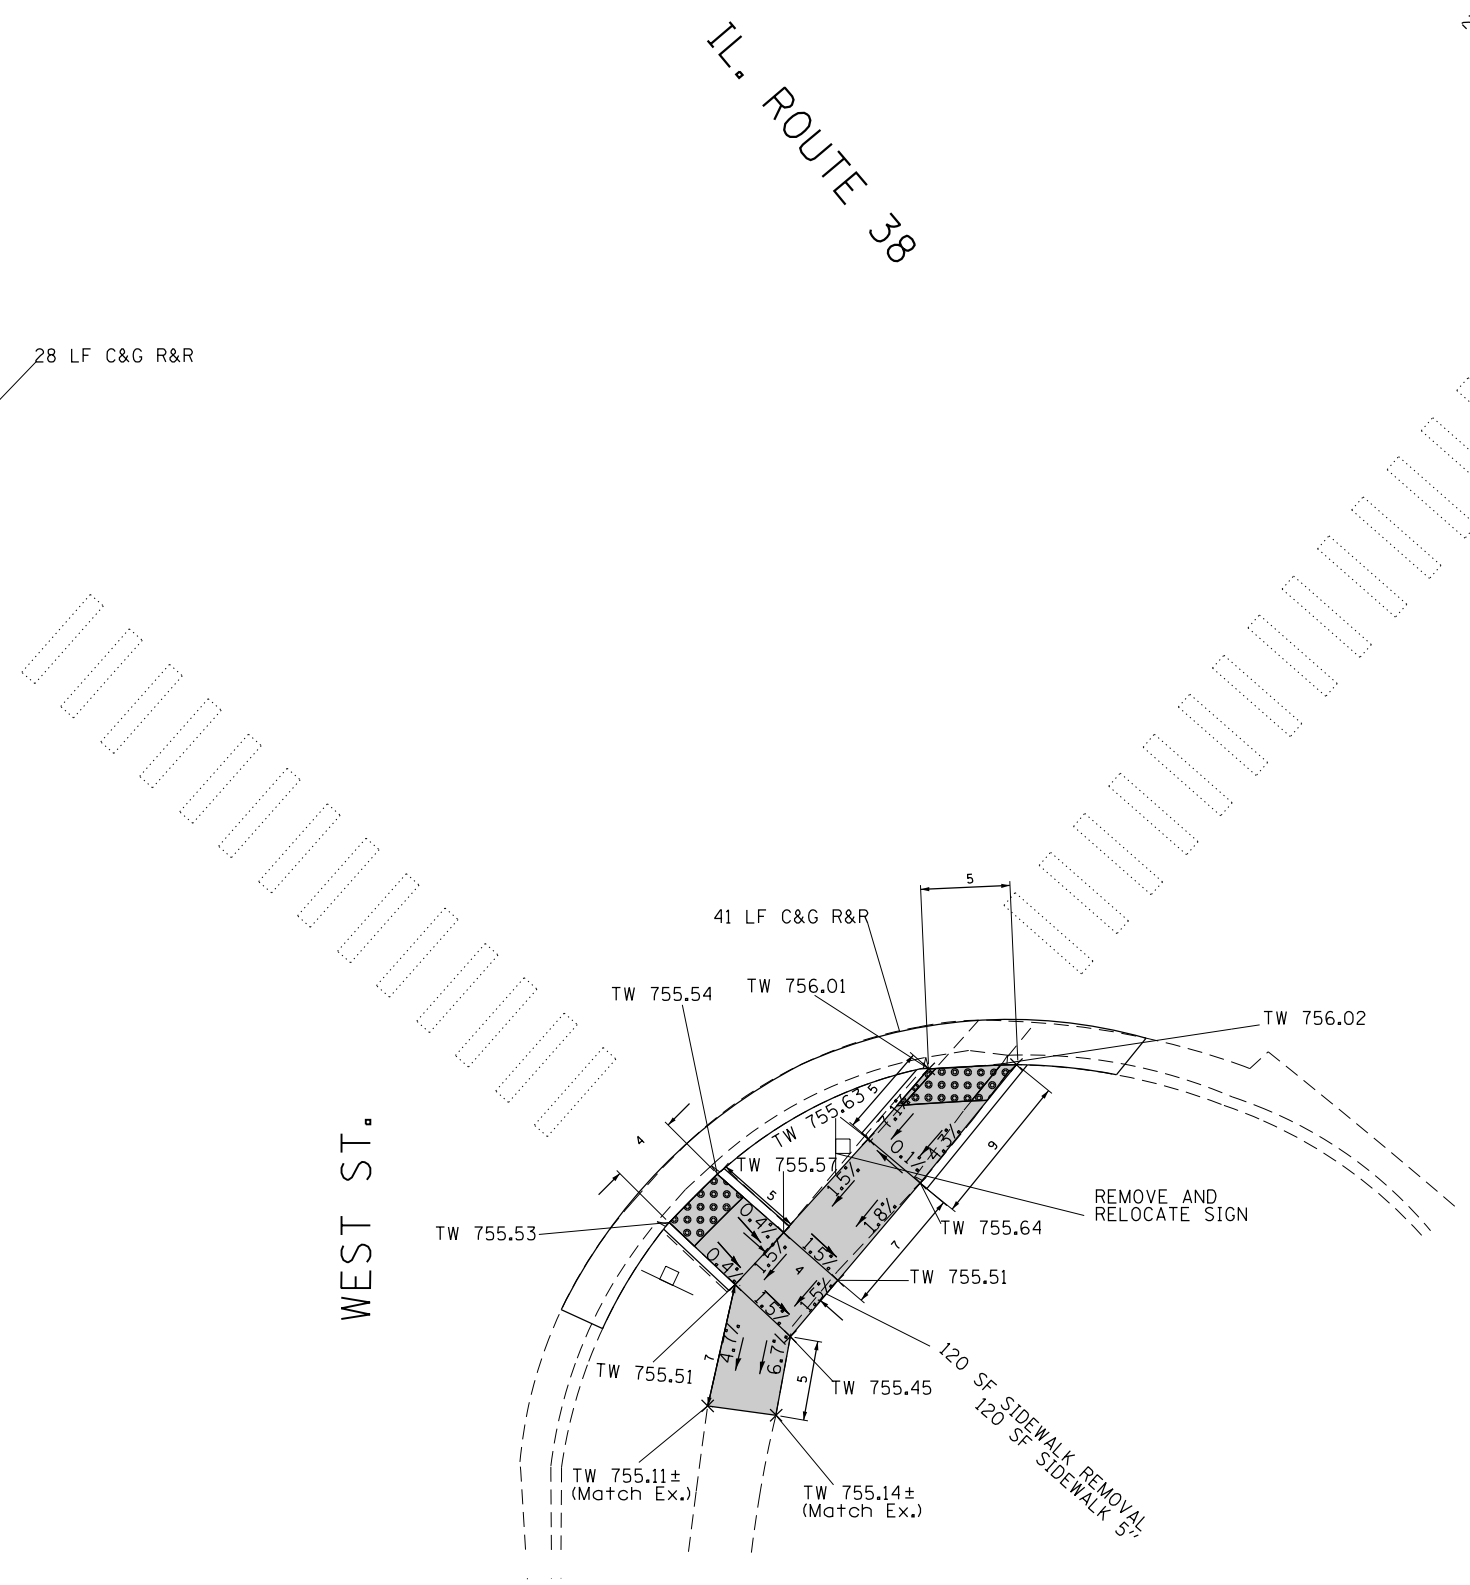 IL. ROUTE 38
28 LF C&G R&R
5
41 LF C&G R&R
TW 755.54
TW 756.01
TW 756.02
WEST ST.
4
5
7.1%
TW 755.63
0.1%
4.3%
9
TW 755.57
1.5%
5
REMOVE AND
RELOCATE SIGN
TW 755.53
0.4%
1.8%
TW 755.64
0.4%
1.5%
1.5%
4
7
TW 755.51
1.5%
1.5%
TW 755.51
7
4.7%
6.7%
5
TW 755.45
120 SF SIDEWALK REMOVAL
120 SF SIDEWALK 5"
TW 755.11±
(Match Ex.)
TW 755.14±
(Match Ex.)